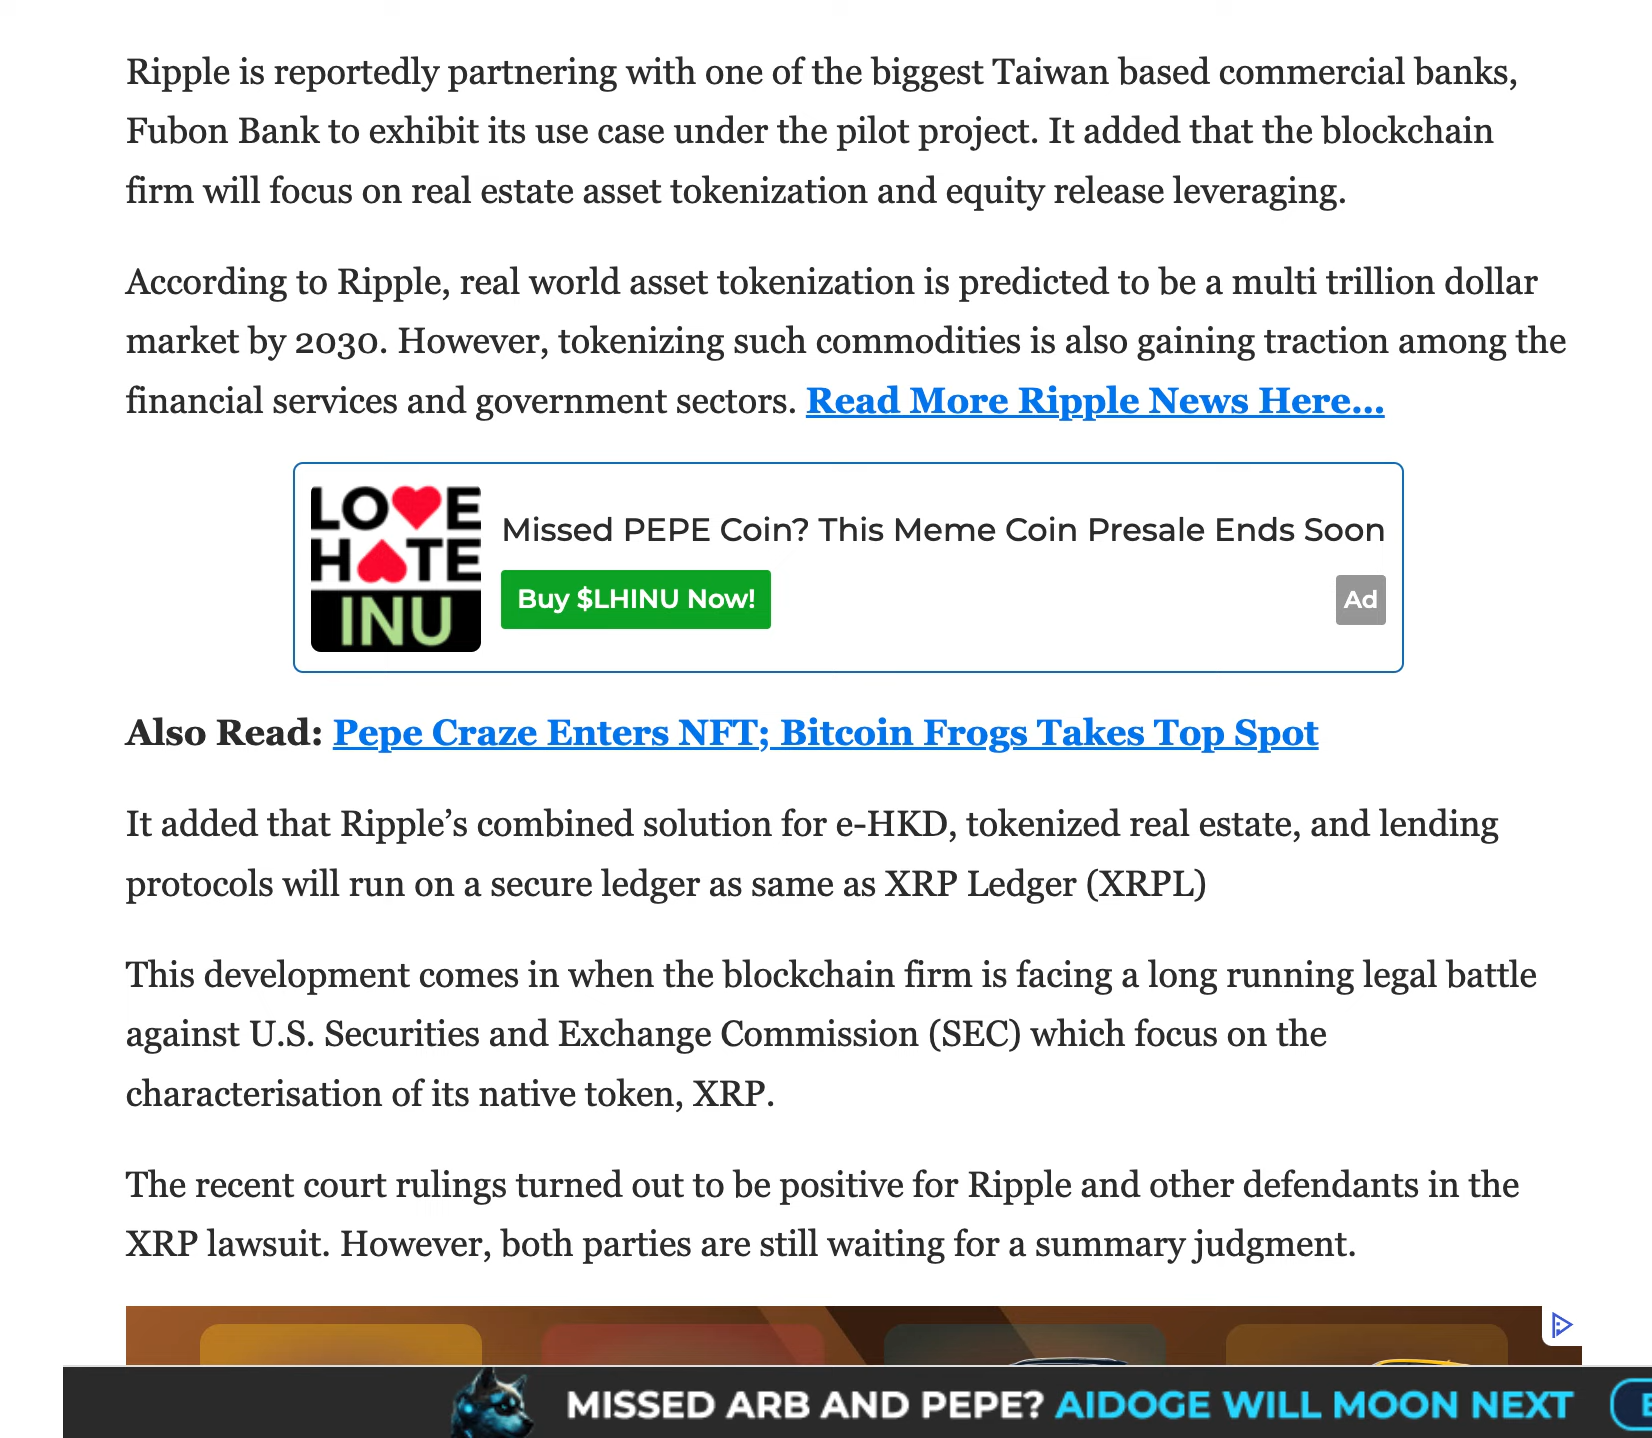 Ripple is reportedly partnering with one of the biggest Taiwan based commercial banks,
Fubon Bank to exhibit its use case under the pilot project. It added that the blockchain
firm will focus on real estate asset tokenization and equity release leveraging.
According to Ripple, real world asset tokenization is predicted to be a multi trillion dollar
market by 2030. However, tokenizing such commodities is also gaining traction among the
financial services and government sectors. Read More Ripple News Here...
LOVE
HATE
INU
Missed PEPE Coin? This Meme Coin Presale Ends Soon
Buy $LHINU Now!
Ad
Also Read: Pepe Craze Enters NFT; Bitcoin Frogs Takes Top Spot
It added that Ripple’s combined solution for e-HKD, tokenized real estate, and lending
protocols will run on a secure ledger as same as XRP Ledger (XRPL)
This development comes in when the blockchain firm is facing a long running legal battle
against U.S. Securities and Exchange Commission (SEC) which focus on the
characterisation of its native token, XRP.
The recent court rulings turned out to be positive for Ripple and other defendants in the
XRP lawsuit. However, both parties are still waiting for a summary judgment.
MISSED ARB AND PEPE? AIDOGE WILL MOON NEXT